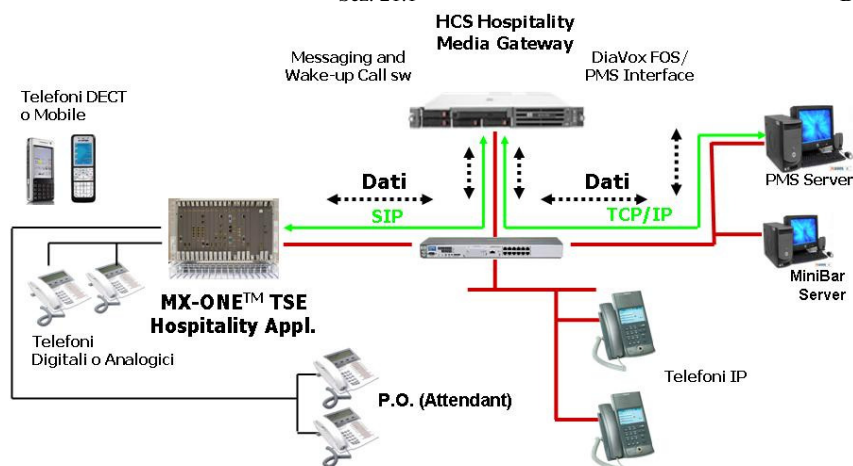 HCS Hospitality
Media Gateway
Messaging and
Wake-up Call sw
DiaVox FOS/
PMS Interface
Telefoni DECT
o Mobile
Dati
Dati
SIP
TCP/IP
PMS Server
MiniBar
Server
MX-ONE™ TSE
Hospitality Appl.
Telefoni
Digitali o Analogici
P.O. (Attendant)
Telefoni IP